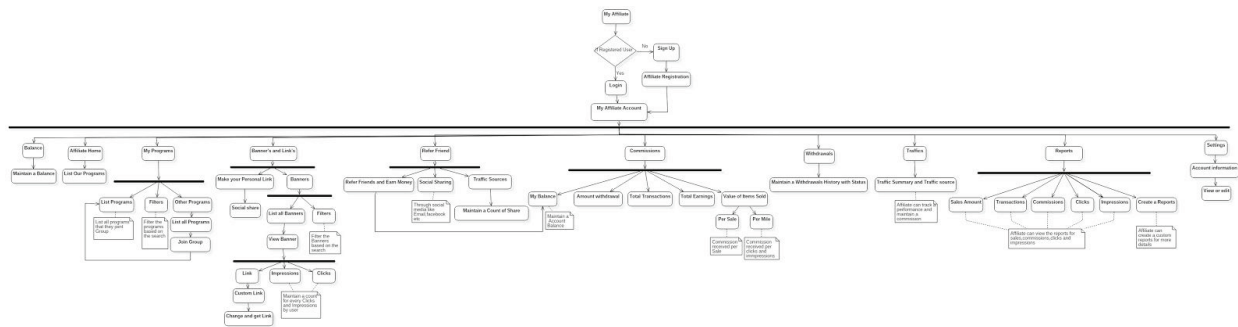 My Affiliate
If Registered User
No
Sign Up
Yes
Affiliate Registration
Login
My Affiliate Account
Balance
Affiliate Home
My Programs
Banner's and Link's
Refer Friend
Commissions
Withdrawals
Traffics
Reports
Settings
Maintain a Balance
List Our Programs
Make your Personal Link
Banners
Refer Friends and Earn Money
Social Sharing
Traffic Sources
Maintain a Withdrawals History with Status
Traffic Summary and Traffic source
Account information
List Programs
Filters
Other Programs
Social share
List all Banners
Filters
Through social
media like
Email,facebook
etc
Maintain a Count of Share
My Balance
Amount withdrawal
Total Transactions
Total Earnings
Value of Items Sold
Affiliate can track
performance and
maintain a
commission
Sales Amount
Transactions
Commissions
Clicks
Impressions
Create a Reports
View or edit
List all programs
that they joint
Group
Filter the
programs
based on the
search
List all Programs
Join Group
View Banner
Filter the
Banners
based on the
search
Maintain a
Account
Balance
Per Sale
Per Mile
Commission
received per
Sale
Commission
received per
clicks and
impressions
Affiliate can view the reports for
sales,commissions,clicks and
impressions
Affiliate can
create a custom
reports for more
details
Link
Impressions
Clicks
Custom Link
Maintain a count
for every Clicks
and Impressions
by user
Change and get Link